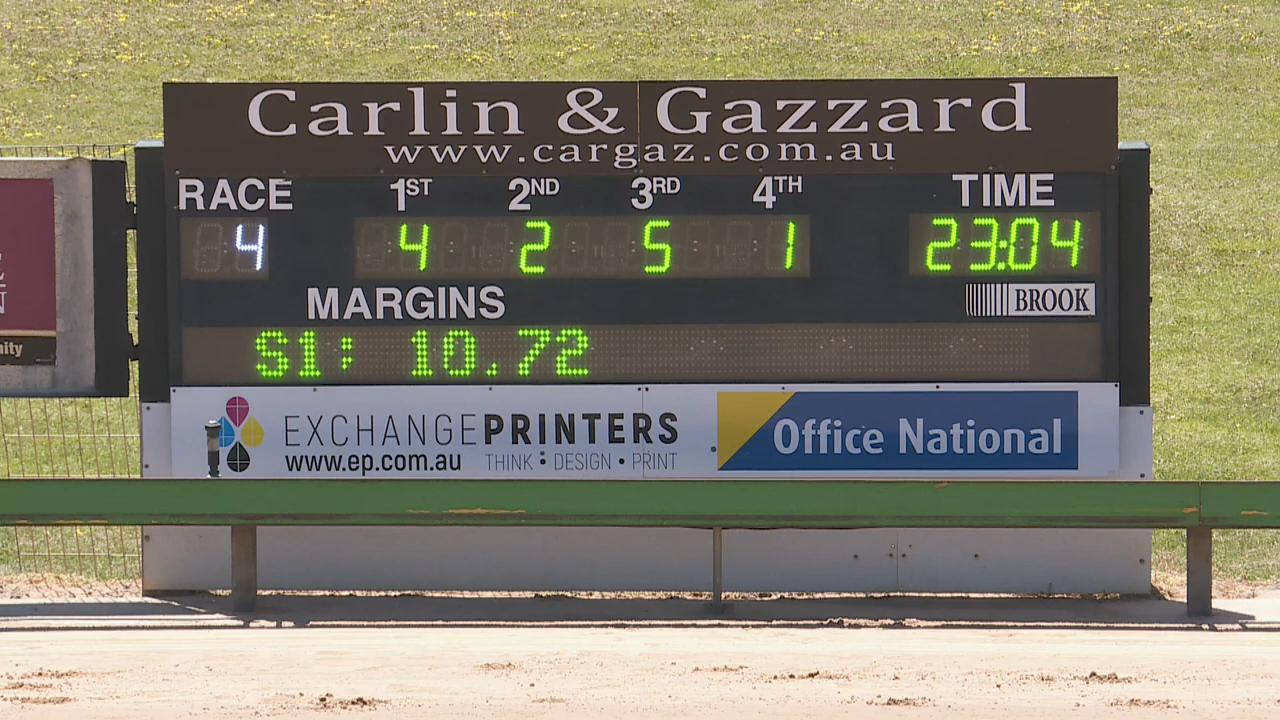 Carlin & Gazzard
www.cargaz.com.au
RACE 1ST 2ND 3RD 4TH TIME
4 4 2 5 1 23:04
MARGINS
BROOK
S1: 10.72
nity
EXCHANGEPRINTERS
www.ep.com.au THINK • DESIGN • PRINT
Office National